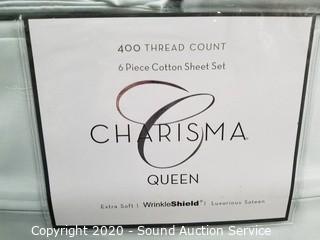 400 THREAD COUNT
6 Piece Cotton Sheet Set
C
CHARISMA®
QUEEN
Extra Soft | WrinkleShield® | Luxurious Sateen
Copyright 2020 - Sound Auction Service